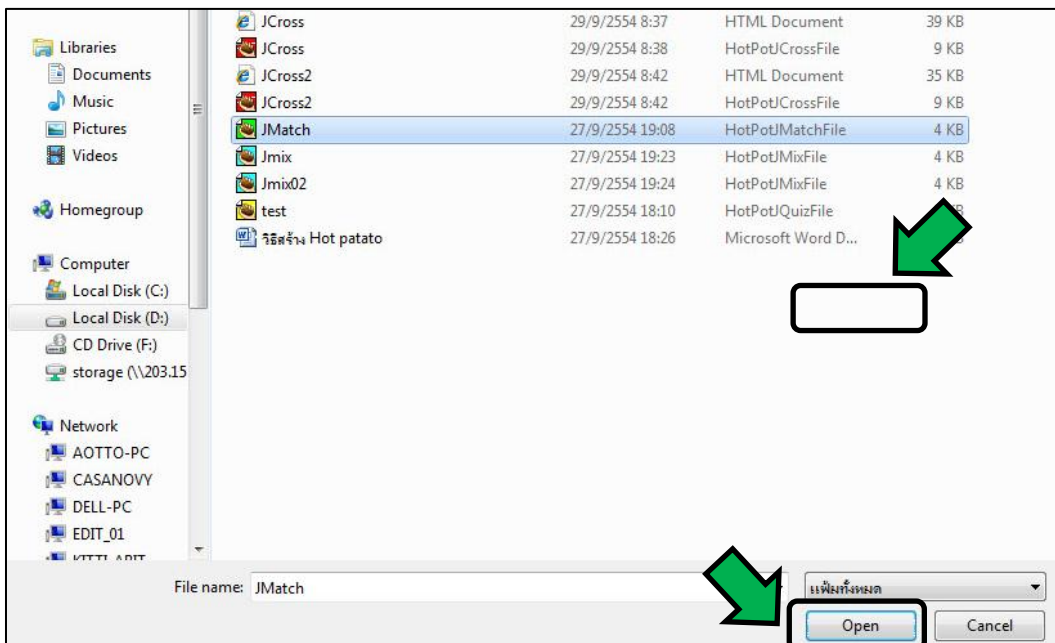 JCross 29/9/2554 8:37 HTML Document 39 KB
Libraries JCross 29/9/2554 8:38 HotPotJCrossFile 9 KB
Documents JCross2 29/9/2554 8:42 HTML Document 35 KB
Music JCross2 29/9/2554 8:42 HotPotJCrossFile 9 KB
Pictures JMatch 27/9/2554 19:08 HotPotJMatchFile 4 KB
Videos Jmix 27/9/2554 19:23 HotPotJMixFile 4 KB
Jmix02 27/9/2554 19:24 HotPotJMixFile 4 KB
Homegroup test 27/9/2554 18:10 HotPotJQuizFile
วิธีสร้าง Hot patato 27/9/2554 18:26 Microsoft Word D...
Computer
Local Disk (C:)
Local Disk (D:)
CD Drive (F:)
storage (\\203.15
Network
AOTTO-PC
CASANOVY
DELL-PC
EDIT_01
File name: JMatch แฟ้มทั้งหมด
Open Cancel